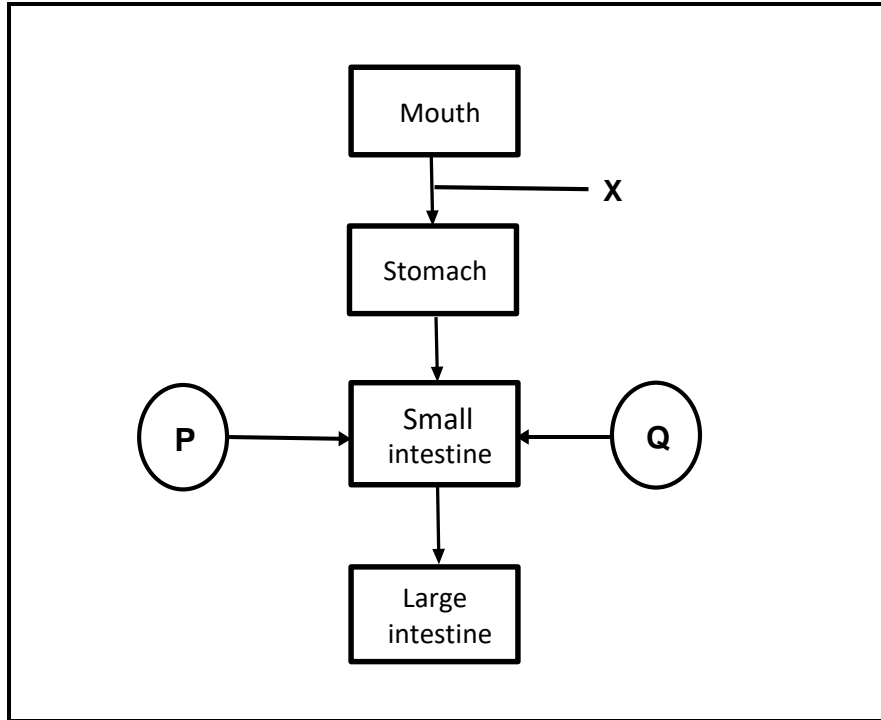 Mouth
X
Stomach
P
Small
intestine
Q
Large
intestine